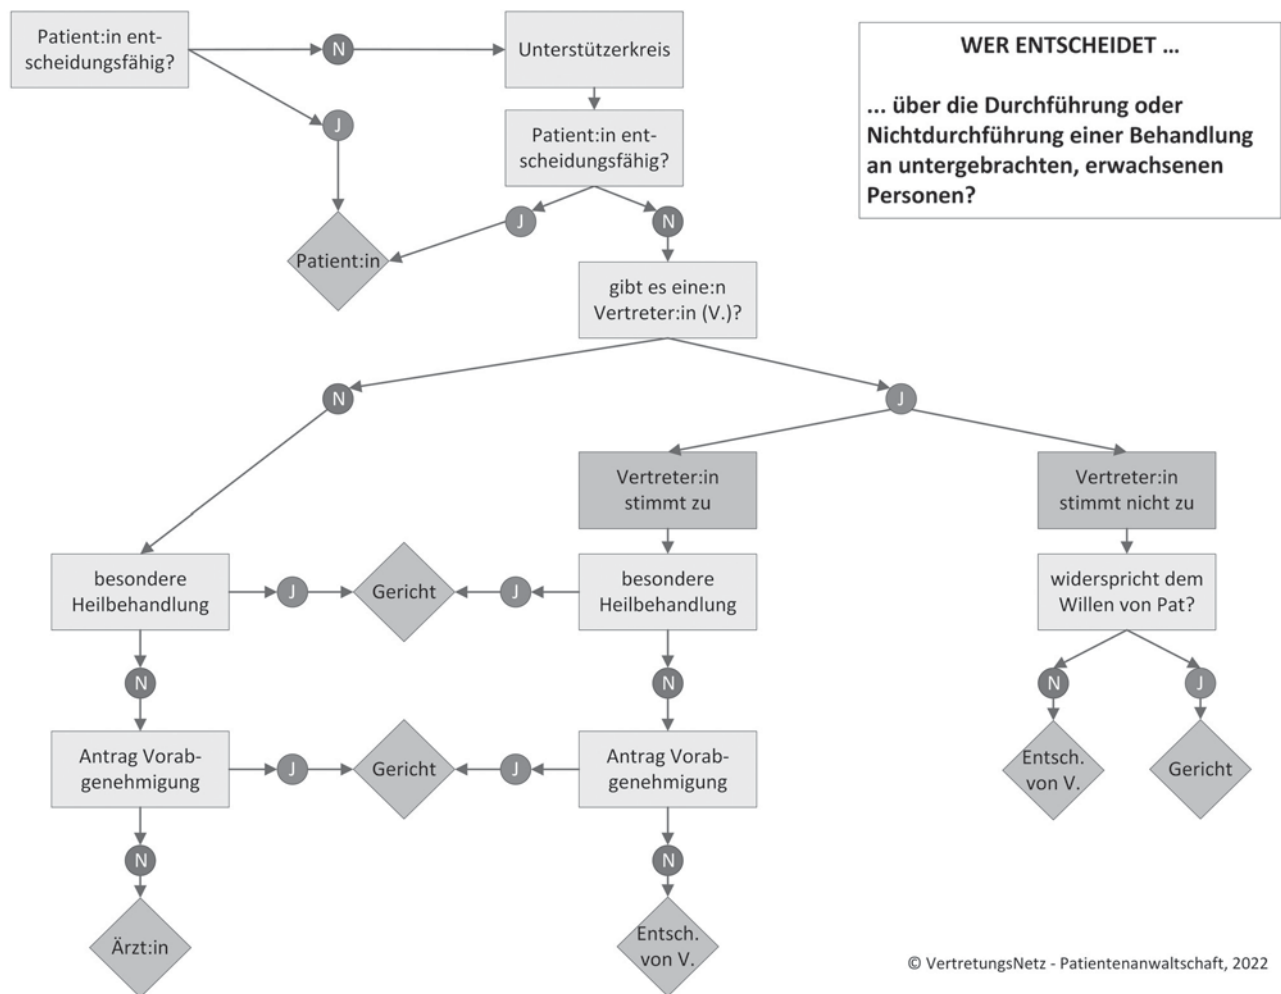 Patient:in ent-
scheidungsfähig?
N
Unterstützerkreis
WER ENTSCHEIDET ...
... über die Durchführung oder
Nichtdurchführung einer Behandlung
an untergebrachten, erwachsenen
Personen?
J
Patient:in ent-
scheidungsfähig?
J
N
Patient:in
gibt es eine:n
Vertreter:in (V.)?
N
J
Vertreter:in
stimmt zu
Vertreter:in
stimmt nicht zu
besondere
Heilbehandlung
J
Gericht
J
besondere
Heilbehandlung
widerspricht dem
Willen von Pat?
N
N
N
J
Antrag Vorab-
genehmigung
J
Gericht
J
Antrag Vorab-
genehmigung
Entsch.
von V.
Gericht
N
N
Ärzt:in
Entsch.
von V.
© VertretungsNetz - Patientenanwaltschaft, 2022